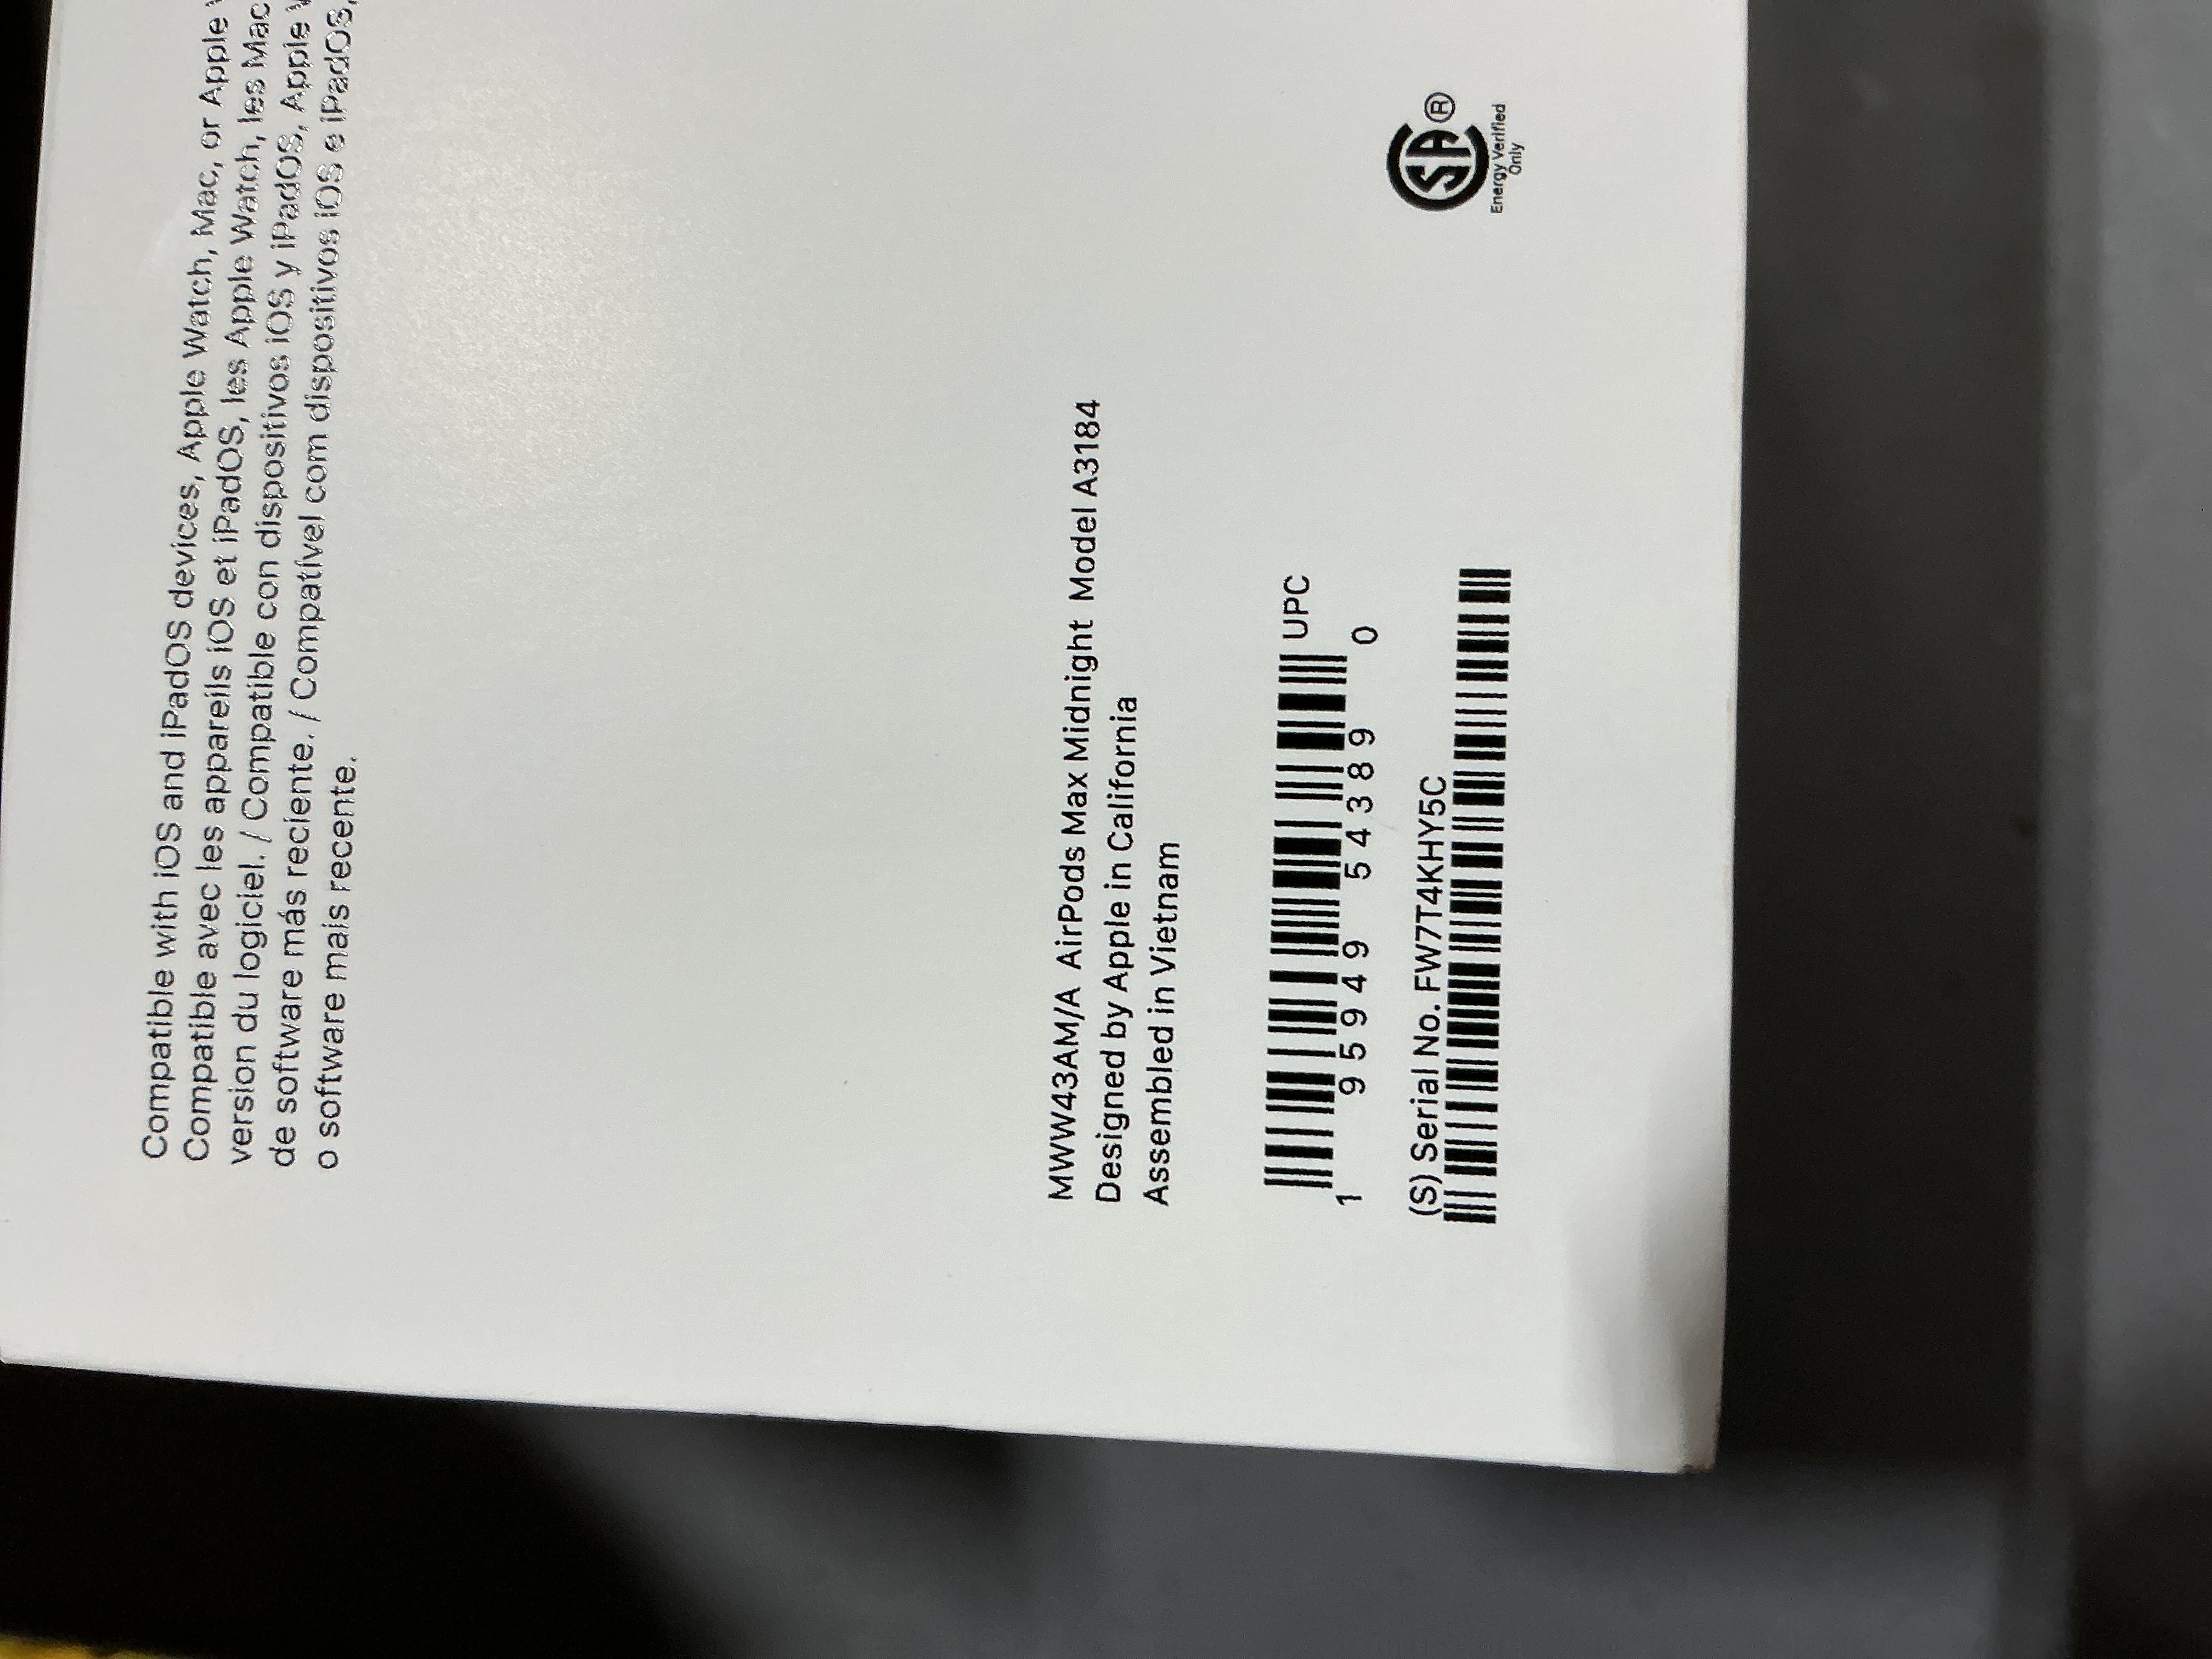 Compatible with iOS and iPadOS devices, Apple Watch, Mac, or Apple
Compatible avec les appareils iOS et iPadOS, les Apple Watch, les Mac
version du logiciel. / Compatible con dispositivos iOS y iPadOS, Apple
de software más reciente. / Compatível com dispositivos iOS e iPadOS,
o software mais recente.
MWW43AM/A AirPods Max Midnight Model A3184
Designed by Apple in California
Assembled in Vietnam
UPC
1 95949 54389 0
(S) Serial No. FW7T4KHY5C
SA®
Energy Verified
Only